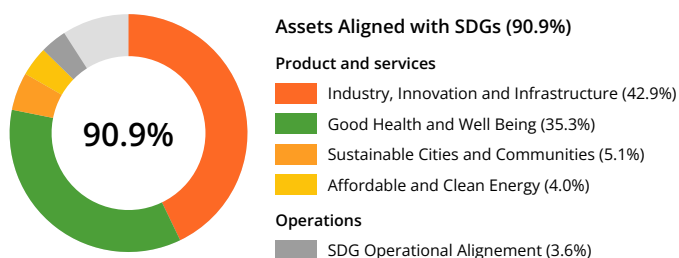 90.9%
Assets Aligned with SDGs (90.9%)
Product and services
Industry, Innovation and Infrastructure (42.9%)
Good Health and Well Being (35.3%)
Sustainable Cities and Communities (5.1%)
Affordable and Clean Energy (4.0%)
Operations
SDG Operational Alignement (3.6%)